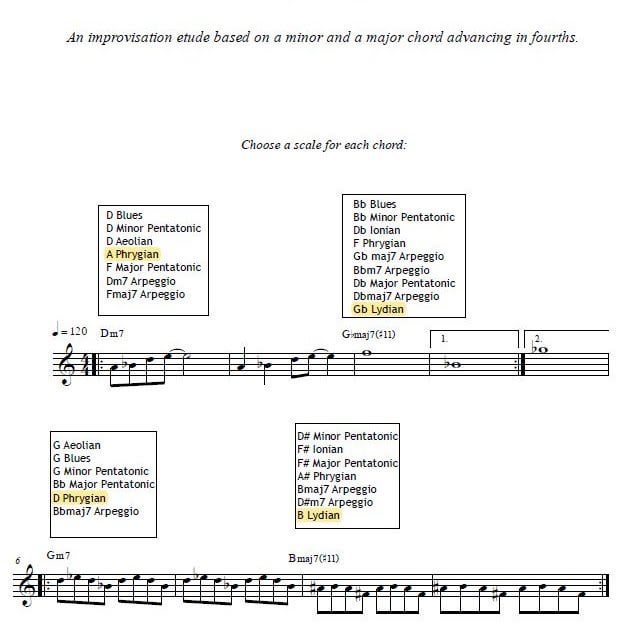 An improvisation etude based on a minor and a major chord advancing in fourths.
Choose a scale for each chord:
D Blues
D Minor Pentatonic
D Aeolian
A Phrygian
F Major Pentatonic
Dm7 Arpeggio
Fmaj7 Arpeggio
Bb Blues
Bb Minor Pentatonic
Db Ionian
F Phrygian
Gb maj7 Arpeggio
Bbm7 Arpeggio
Db Major Pentatonic
Dbmaj7 Arpeggio
Gb Lydian
♩ = 120 Dm7 G♭maj7(♯11) 1. 2.
4
4
G Aeolian
G Blues
G Minor Pentatonic
Bb Major Pentatonic
D Phrygian
Bbmaj7 Arpeggio
D# Minor Pentatonic
F# Ionian
F# Major Pentatonic
A# Phrygian
Bmaj7 Arpeggio
D#m7 Arpeggio
B Lydian
6 Gm7 Bmaj7(♯11)